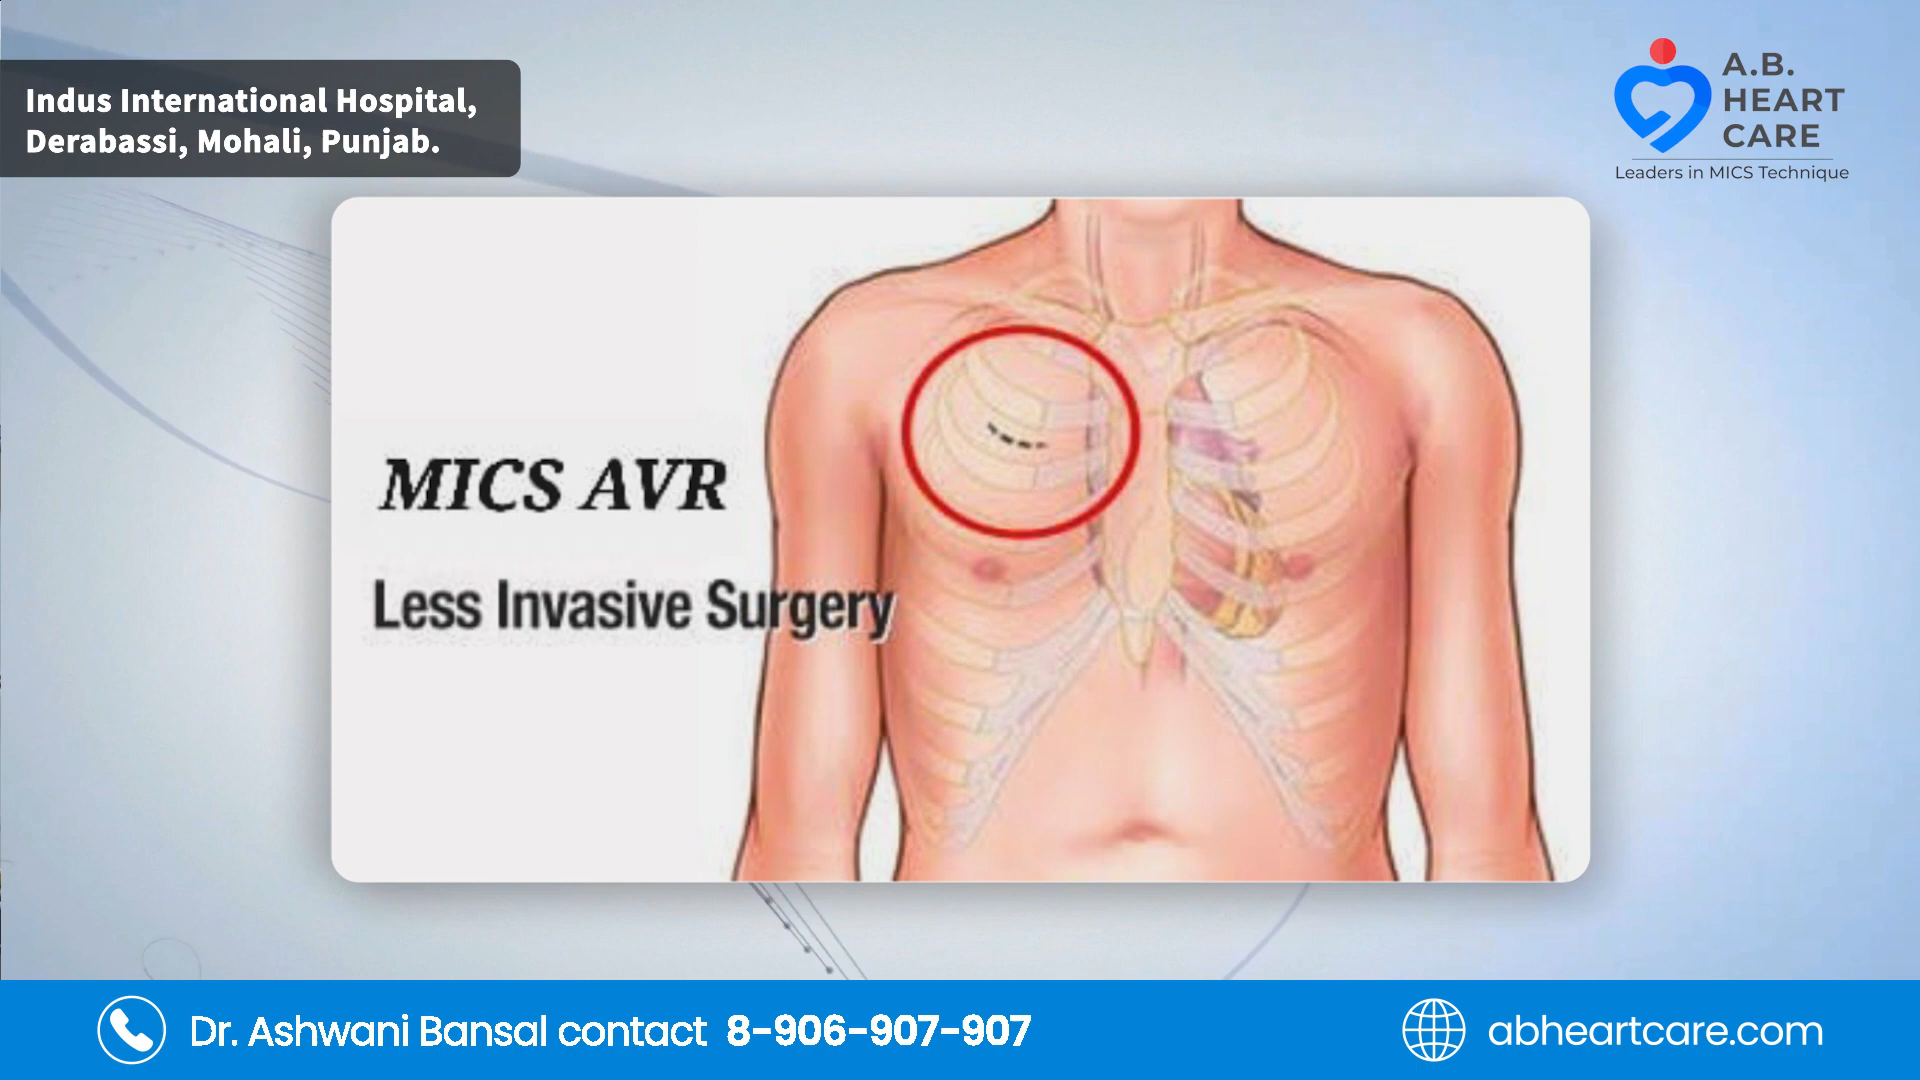 Indus International Hospital,
Derabassi, Mohali, Punjab.
A.B.
HEART
CARE
Leaders in MICS Technique
MICS AVR
Less Invasive Surgery
Dr. Ashwani Bansal contact 8-906-907-907
abheartcare.com